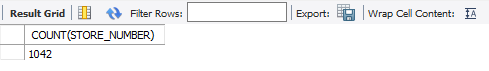 Result Grid Filter Rows: Export: Wrap Cell Content:
COUNT(STORE_NUMBER)
1042